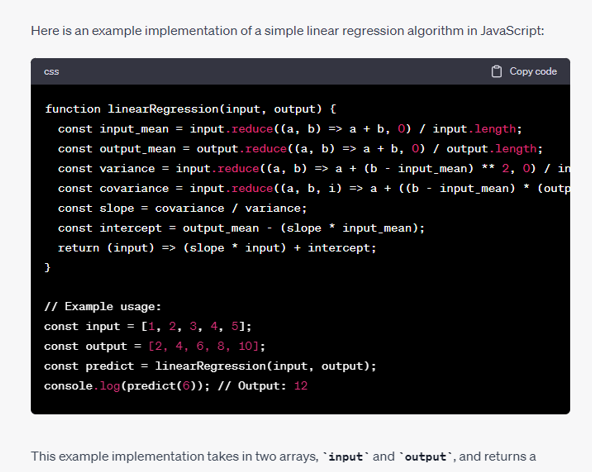 Here is an example implementation of a simple linear regression algorithm in JavaScript:
css Copy code
function linearRegression(input, output) {
  const input_mean = input.reduce((a, b) => a + b, 0) / input.length;
  const output_mean = output.reduce((a, b) => a + b, 0) / output.length;
  const variance = input.reduce((a, b) => a + (b - input_mean) ** 2, 0) / in
  const covariance = input.reduce((a, b, i) => a + ((b - input_mean) * (outp
  const slope = covariance / variance;
  const intercept = output_mean - (slope * input_mean);
  return (input) => (slope * input) + intercept;
}

// Example usage:
const input = [1, 2, 3, 4, 5];
const output = [2, 4, 6, 8, 10];
const predict = linearRegression(input, output);
console.log(predict(6)); // Output: 12
This example implementation takes in two arrays, `input` and `output`, and returns a